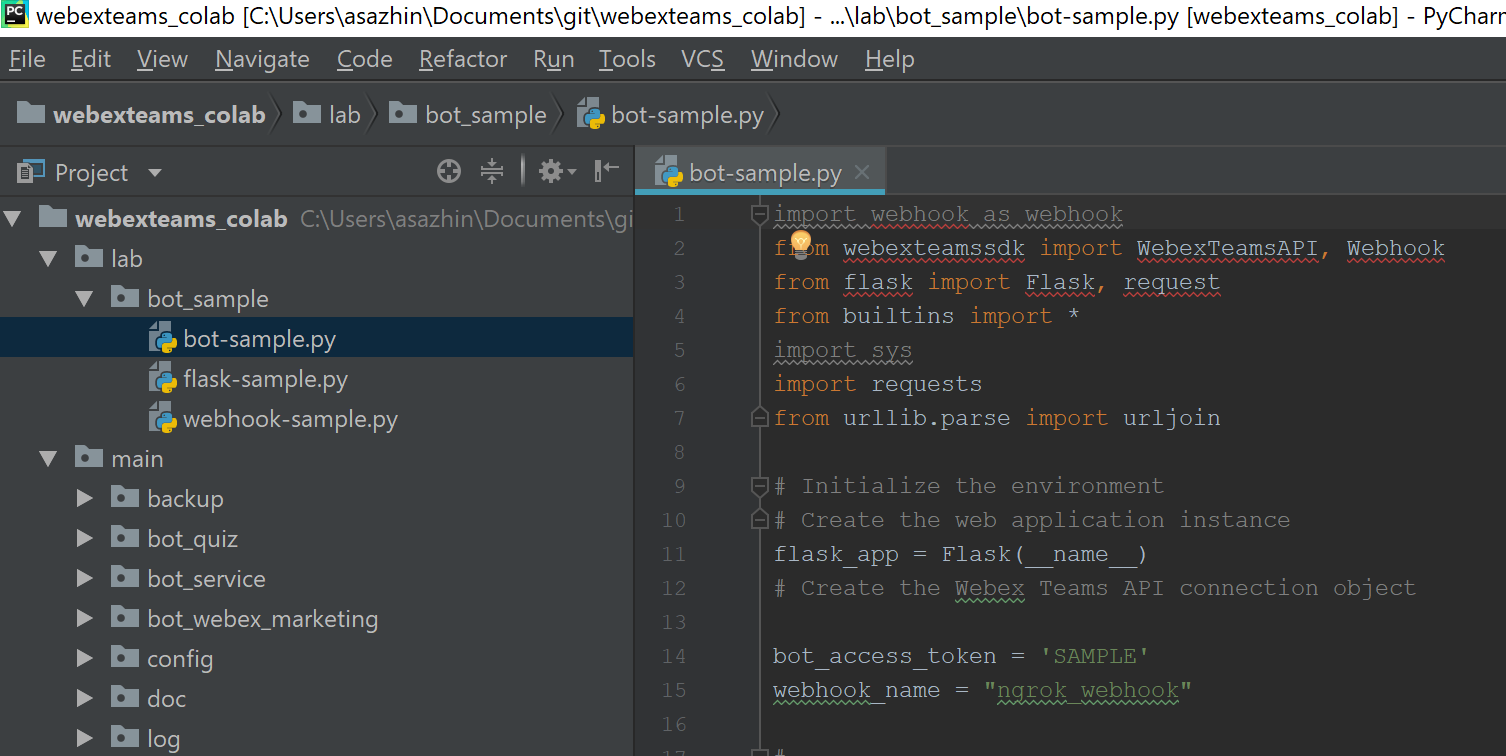 PC webexteams_colab [C:\Users\asazhin\Documents\git\webexteams_colab] - ...\lab\bot_sample\bot-sample.py [webexteams_colab] - PyCharm
File Edit View Navigate Code Refactor Run Tools VCS Window Help
webexteams_colab lab bot_sample bot-sample.py
Project
bot-sample.py
webexteams_colab C:\Users\asazhin\Documents\gi
lab
bot_sample
bot-sample.py
flask-sample.py
webhook-sample.py
main
backup
bot_quiz
bot_service
bot_webex_marketing
config
doc
log
1 import webhook as webhook
2 from webexteamssdk import WebexTeamsAPI, Webhook
3 from flask import Flask, request
4 from builtins import *
5 import sys
6 import requests
7 from urllib.parse import urljoin
8
9 # Initialize the environment
10 # Create the web application instance
11 flask_app = Flask(__name__)
12 # Create the Webex Teams API connection object
13
14 bot_access_token = 'SAMPLE'
15 webhook_name = "ngrok_webhook"
16
17 #